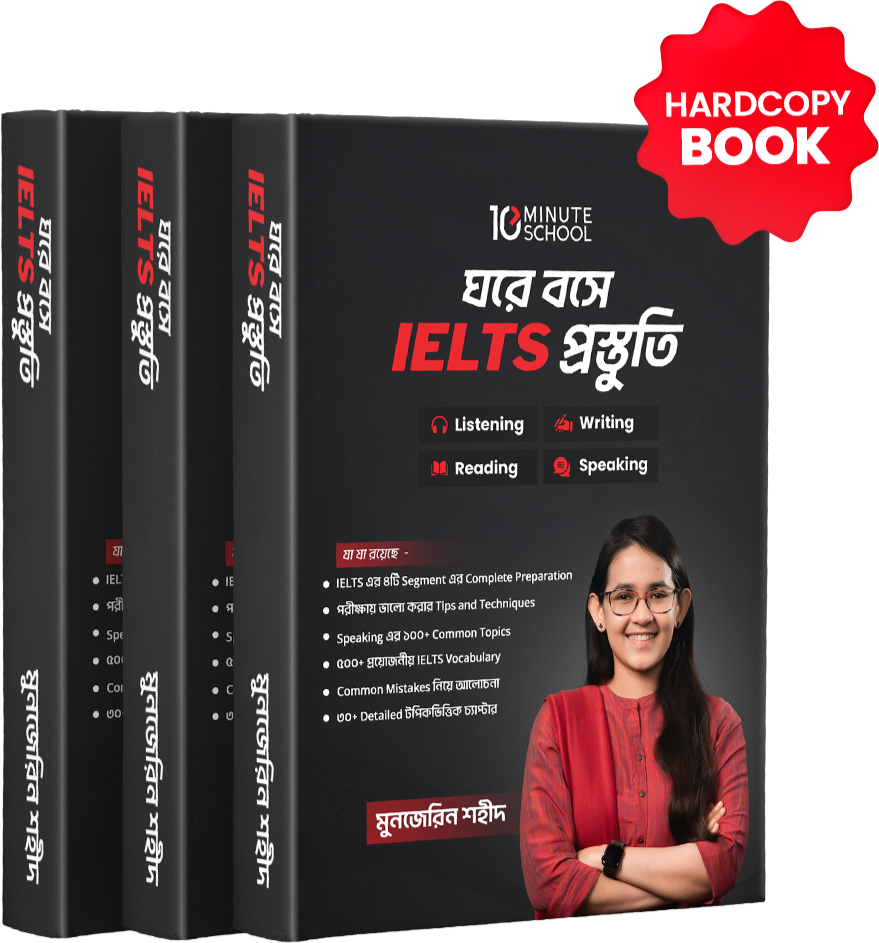 HARDCOPY
BOOK
10 MINUTE
SCHOOL
ঘরে বসে
IELTS প্রস্তুতি
Listening
Writing
Reading
Speaking
যা যা রয়েছে -
IELTS এর ৪টি Segment এর Complete Preparation
পরীক্ষায় ভালো করার Tips and Techniques
Speaking এর ১০০+ Common Topics
৫০০+ প্রয়োজনীয় IELTS Vocabulary
Common Mistakes নিয়ে আলোচনা
৩০+ Detailed টপিকভিত্তিক চ্যাপ্টার
মুনজেরিন শহীদ
ঘরে বসে
IELTS প্রস্তুতি
মুনজেরিন শহীদ
ঘরে বসে
IELTS প্রস্তুতি
মুনজেরিন শহীদ
ঘরে বসে
IELTS প্রস্তুতি
মুনজেরিন শহীদ